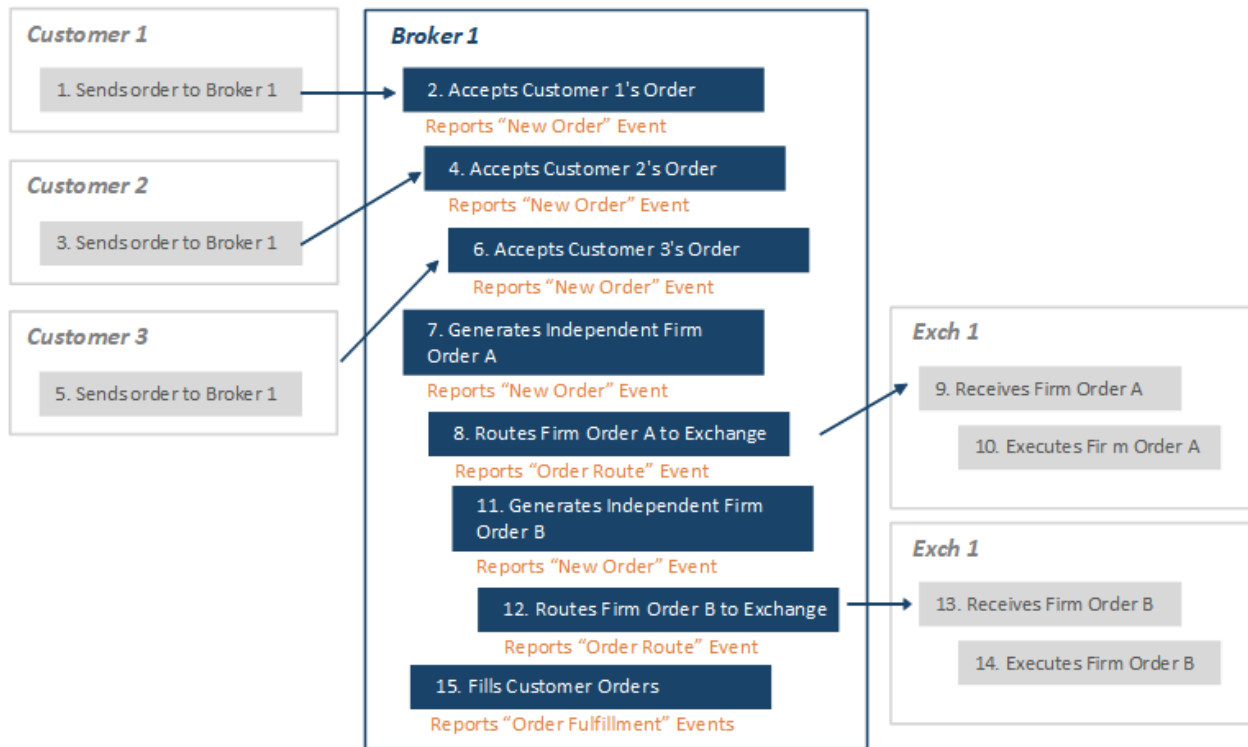 Customer 1
1. Sends order to Broker 1
Customer 2
3. Sends order to Broker 1
Customer 3
5. Sends order to Broker 1
Broker 1
2. Accepts Customer 1's Order
Reports “New Order” Event
4. Accepts Customer 2's Order
Reports “New Order” Event
6. Accepts Customer 3's Order
Reports “New Order” Event
7. Generates Independent Firm
Order A
Reports “New Order” Event
8. Routes Firm Order A to Exchange
Reports “Order Route” Event
11. Generates Independent Firm
Order B
Reports “New Order” Event
12. Routes Firm Order B to Exchange
Reports “Order Route” Event
15. Fills Customer Orders
Reports “Order Fulfillment” Events
Exch 1
9. Receives Firm Order A
10. Executes Fir m Order A
Exch 1
13. Receives Firm Order B
14. Executes Firm Order B